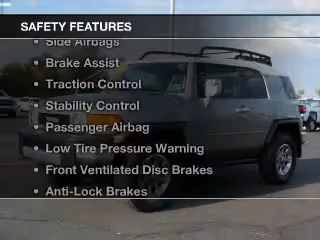 SAFETY FEATURES
• Side Airbags
• Brake Assist
• Traction Control
• Stability Control
• Passenger Airbag
• Low Tire Pressure Warning
• Front Ventilated Disc Brakes
• Anti-Lock Brakes